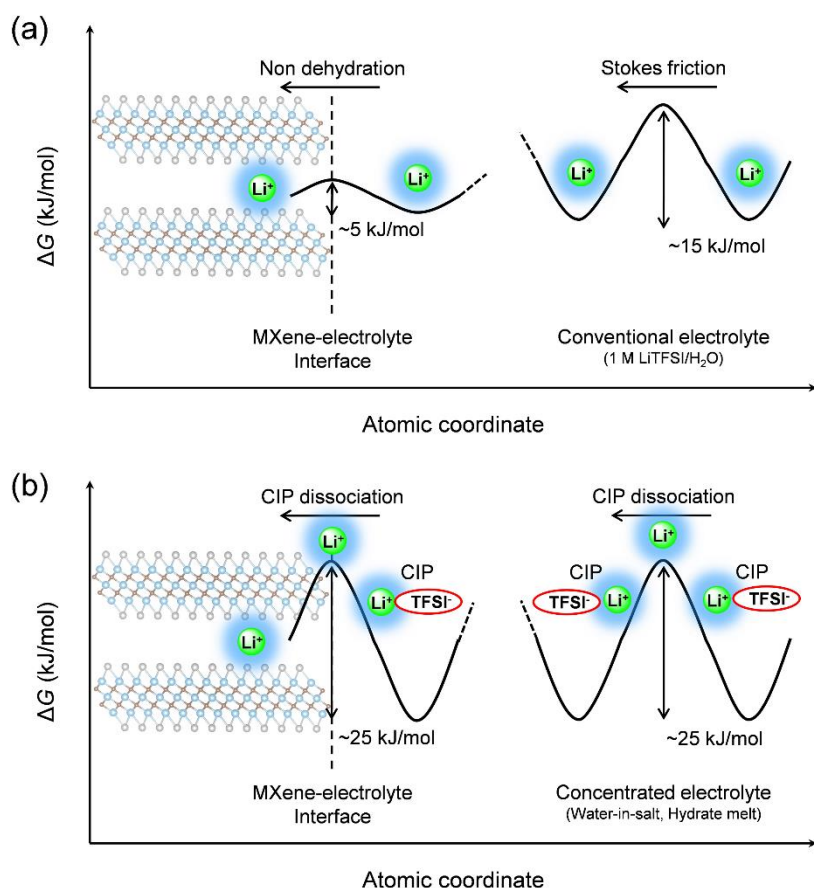 (a)
Non dehydration
Stokes friction
Li⁺
Li⁺
Li⁺
Li⁺
~5 kJ/mol
~15 kJ/mol
ΔG (kJ/mol)
MXene-electrolyte
Interface
Conventional electrolyte
(1 M LiTFSI/H₂O)
Atomic coordinate
(b)
CIP dissociation
CIP dissociation
Li⁺
Li⁺
CIP
CIP
CIP
Li⁺
TFSI⁻
TFSI⁻
Li⁺
Li⁺
TFSI⁻
Li⁺
~25 kJ/mol
~25 kJ/mol
ΔG (kJ/mol)
MXene-electrolyte
Interface
Concentrated electrolyte
(Water-in-salt, Hydrate melt)
Atomic coordinate